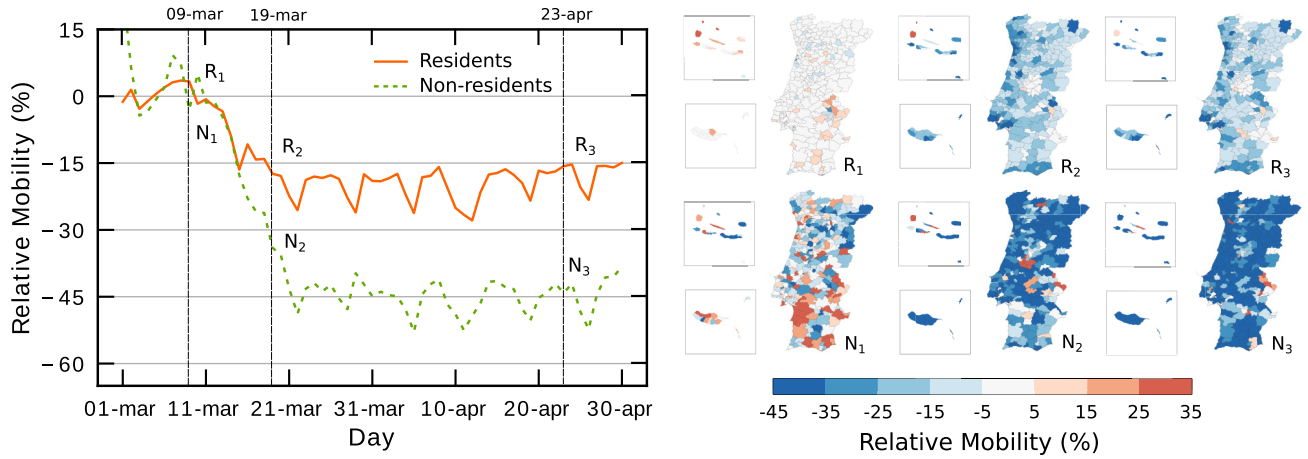 09-mar 19-mar 23-apr
15
0
−15
−30
−45
−60
Relative Mobility (%)
Residents
Non-residents
R1
N1
R2
N2
R3
N3
01-mar 11-mar 21-mar 31-mar 10-apr 20-apr 30-apr
Day
R1 R2 R3
N1 N2 N3
-45 -35 -25 -15 -5 5 15 25 35
Relative Mobility (%)